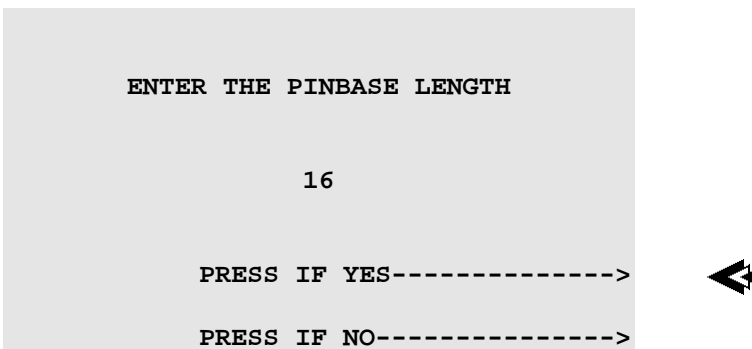 ENTER THE PINBASE LENGTH
16
PRESS IF YES-------------->
PRESS IF NO--------------->